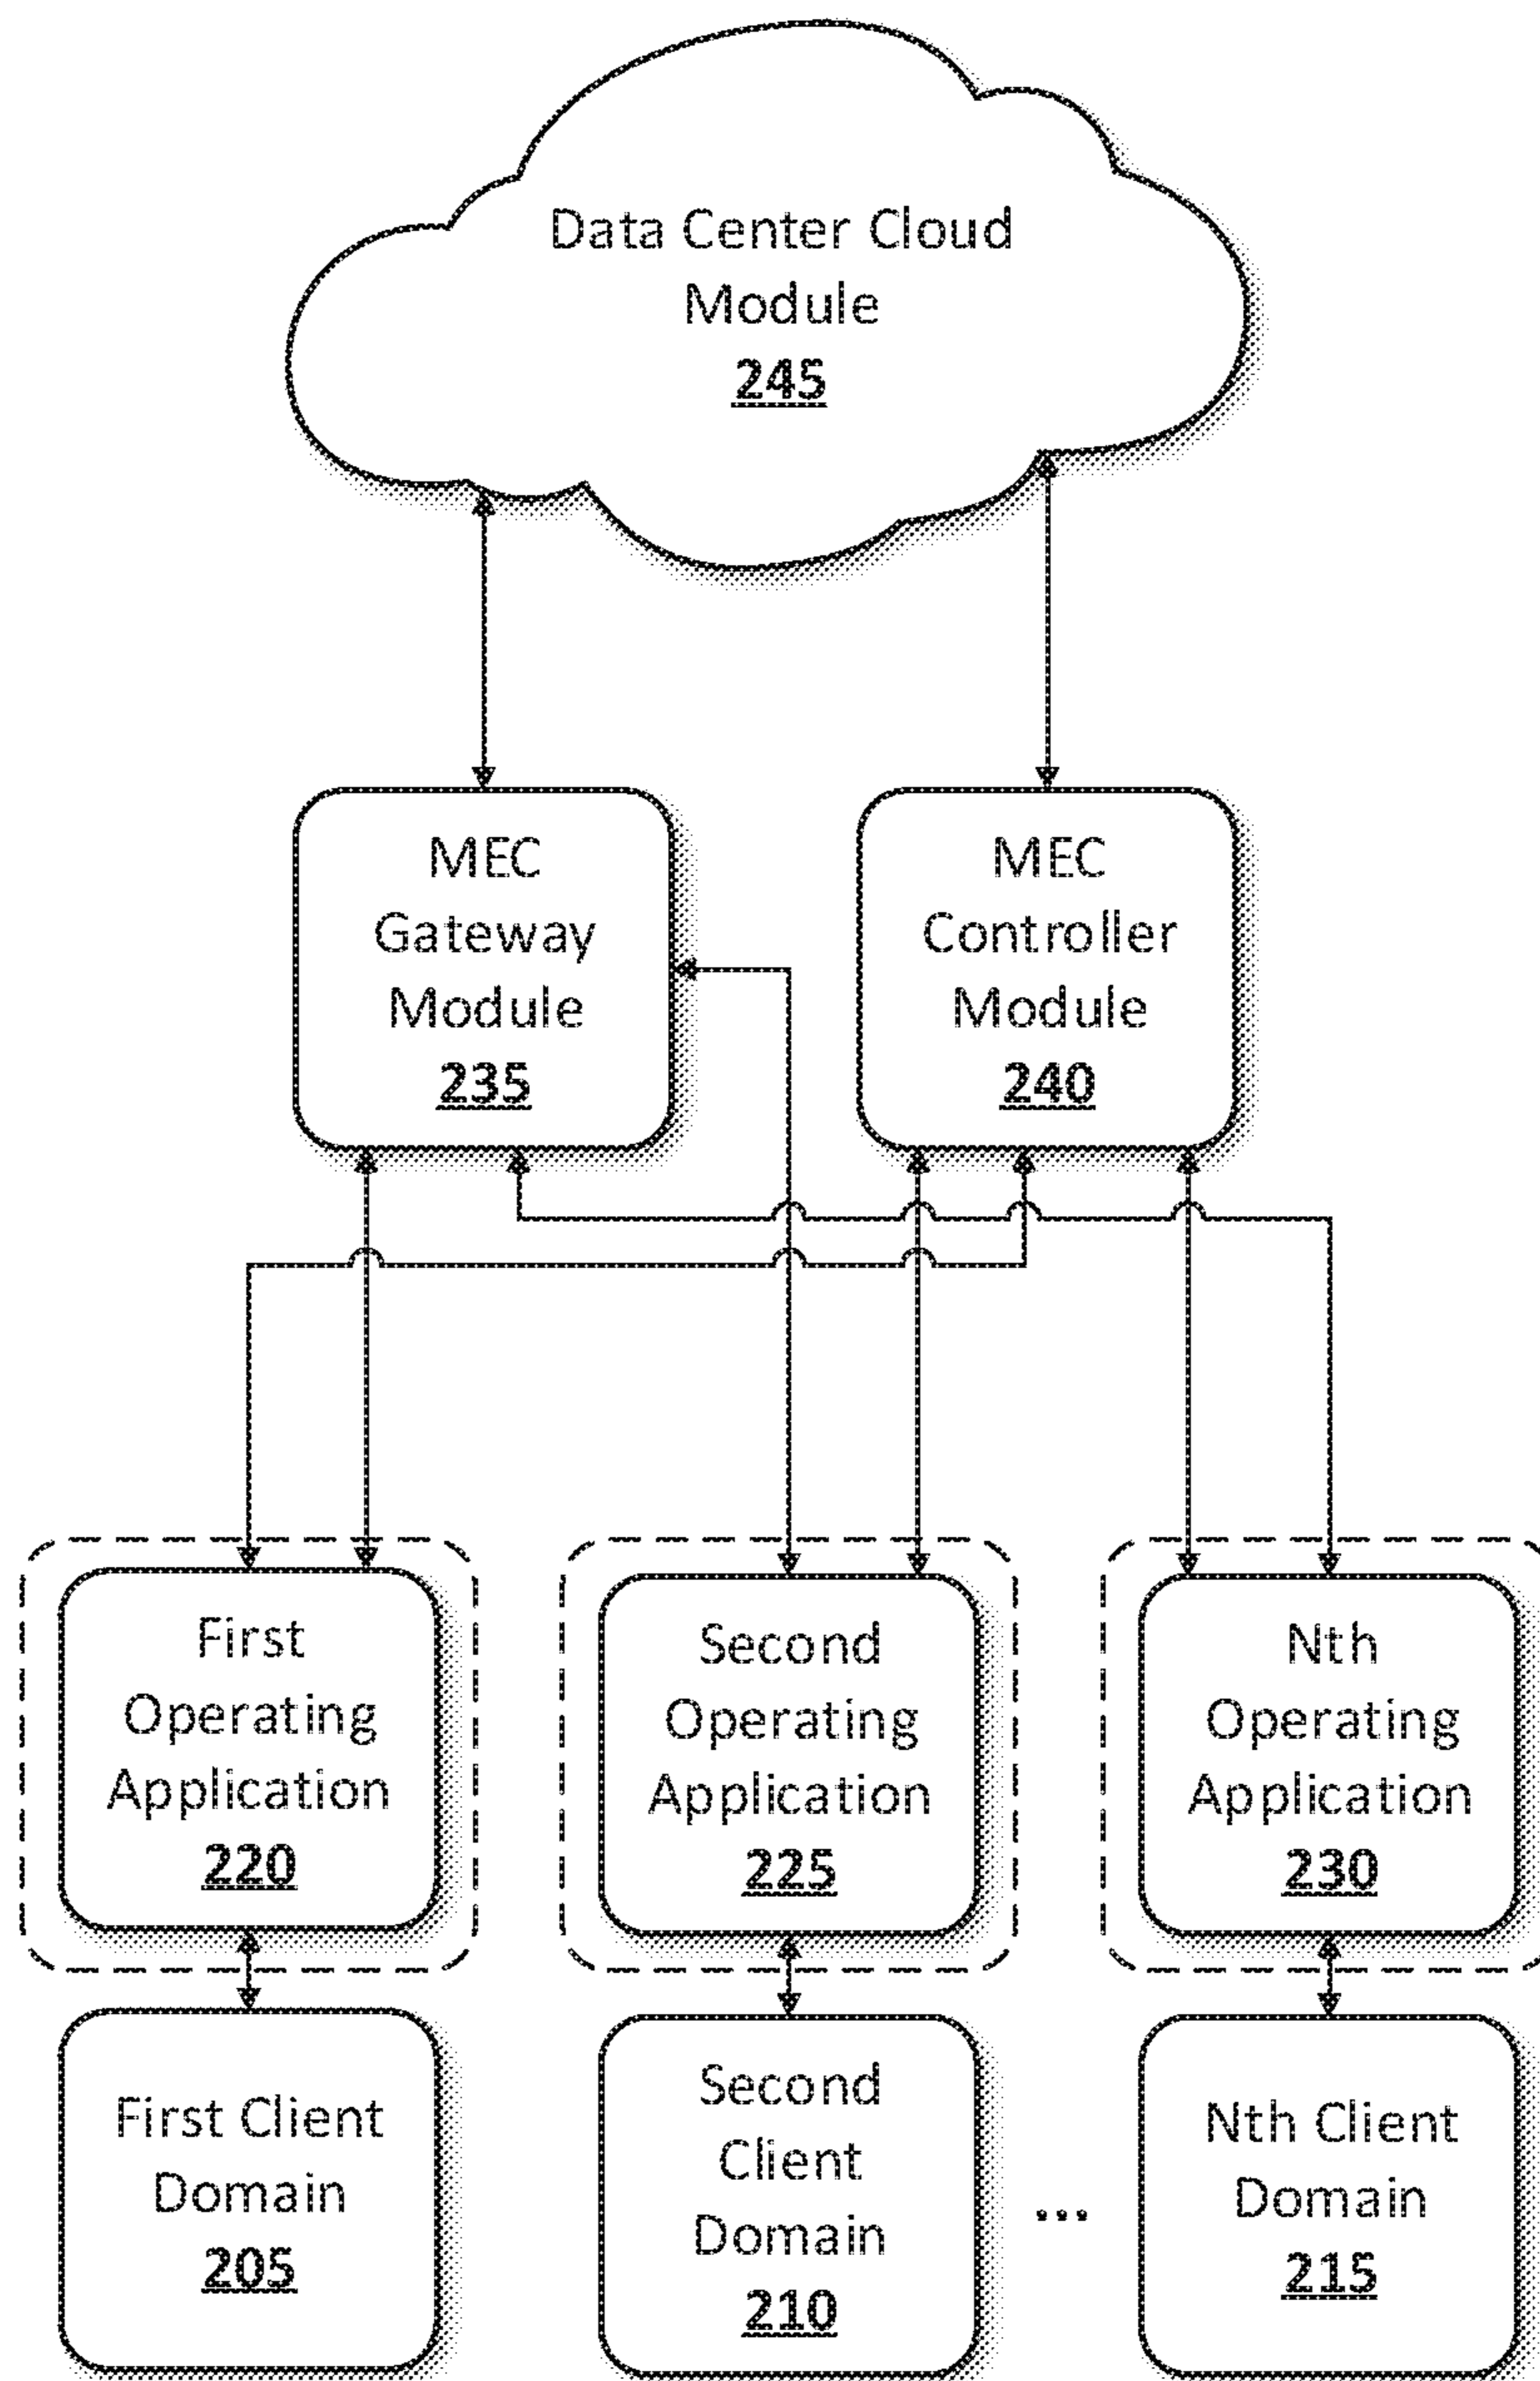 Data Center Cloud
Module
245
MEC
Gateway
Module
235
MEC
Controller
Module
240
First
Operating
Application
220
Second
Operating
Application
225
Nth
Operating
Application
230
First Client
Domain
205
Second
Client
Domain
210
...
Nth Client
Domain
215